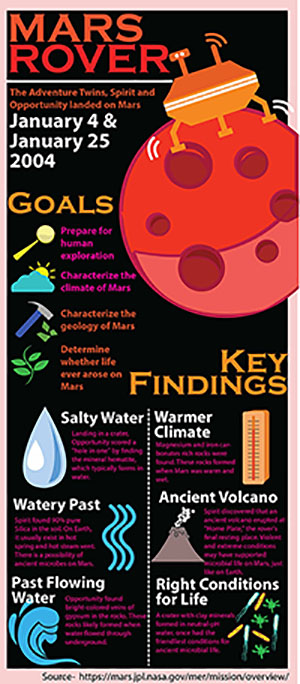 MARS
ROVER
The Adventure Twins, Spirit and
Opportunity landed on Mars
January 4 &
January 25
2004
GOALS
Prepare for
human
exploration
Characterize the
climate of Mars
Characterize the
geology of Mars
Determine
whether life
ever arose on
Mars
KEY
FINDINGS
Salty Water
Landing in a crater,
Opportunity scored a
"hole in one" by finding
the mineral hematite,
which typically forms in
water.
Warmer
Climate
Magnesium and iron can
bonates rich rocks were
found. These rocks formed
when Mars was warm and
wet.
Watery Past
Spirit found 90% pure
Silica in the soil. On Earth,
it usually exist in hot
spring and hot steam vent.
There is a possibility of
ancient microbes on Mars.
Ancient Volcano
Spirit discovered that an
ancient volcano erupted at
"Home Plate," the rover's
final resting place. Violent
and extreme conditions
may have supported
microbial life on Mars, just
like on Earth.
Past Flowing
Water
Opportunity found
bright-colored veins of
gypsum in the rocks. These
rocks likely formed when
water flowed through
underground.
Right Conditions
for Life
A crater with clay minerals
formed in neutral-pH
water, once had the
friendliest conditions for
ancient microbial life.
Source- https://mars.jpl.nasa.gov/mer/mission/overview/